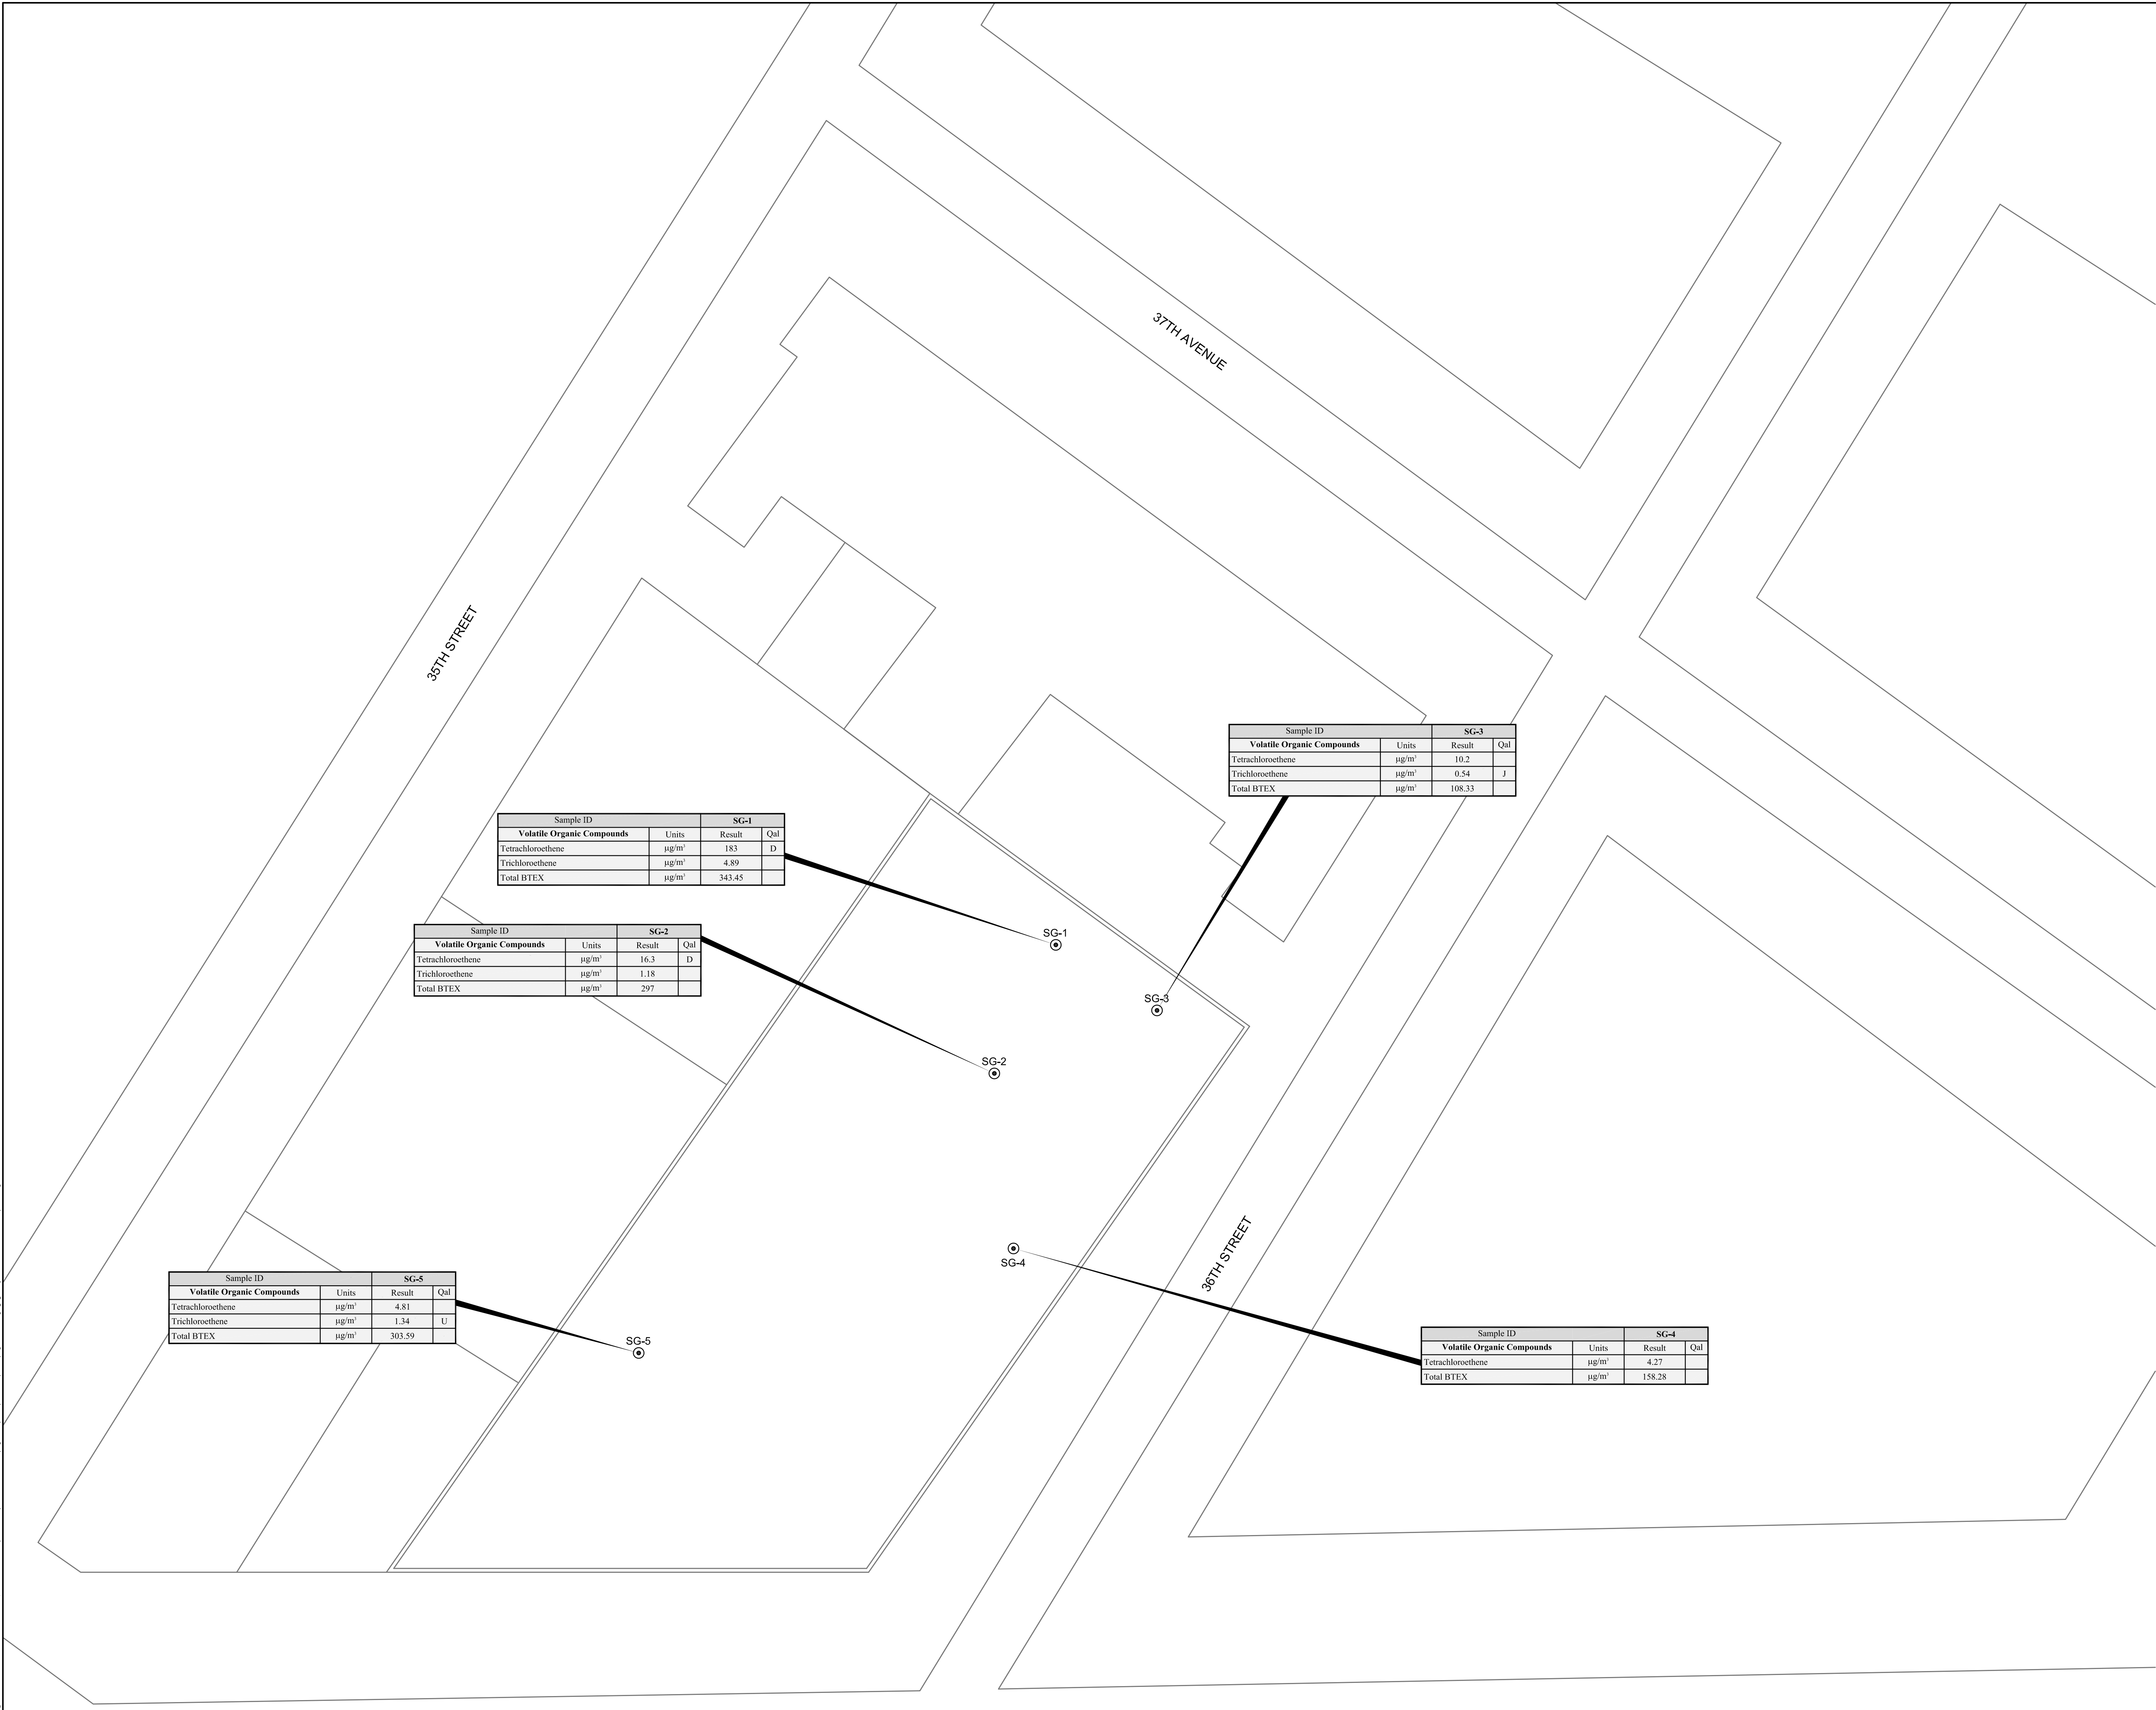 37TH AVENUE
35TH STREET
Sample ID SG-3
Volatile Organic Compounds Units Result Qal
Tetrachloroethene µg/m³ 10.2
Trichloroethene µg/m³ 0.54 J
Total BTEX µg/m³ 108.33
Sample ID SG-1
Volatile Organic Compounds Units Result Qal
Tetrachloroethene µg/m³ 183 D
Trichloroethene µg/m³ 4.89
Total BTEX µg/m³ 343.45
Sample ID SG-2
Volatile Organic Compounds Units Result Qal
Tetrachloroethene µg/m³ 16.3 D
Trichloroethene µg/m³ 1.18
Total BTEX µg/m³ 297
SG-1
SG-3
SG-2
36TH STREET
SG-4
Sample ID SG-5
Volatile Organic Compounds Units Result Qal
Tetrachloroethene µg/m³ 4.81
Trichloroethene µg/m³ 1.34 U
Total BTEX µg/m³ 303.59
SG-5
Sample ID SG-4
Volatile Organic Compounds Units Result Qal
Tetrachloroethene µg/m³ 4.27
Total BTEX µg/m³ 158.28